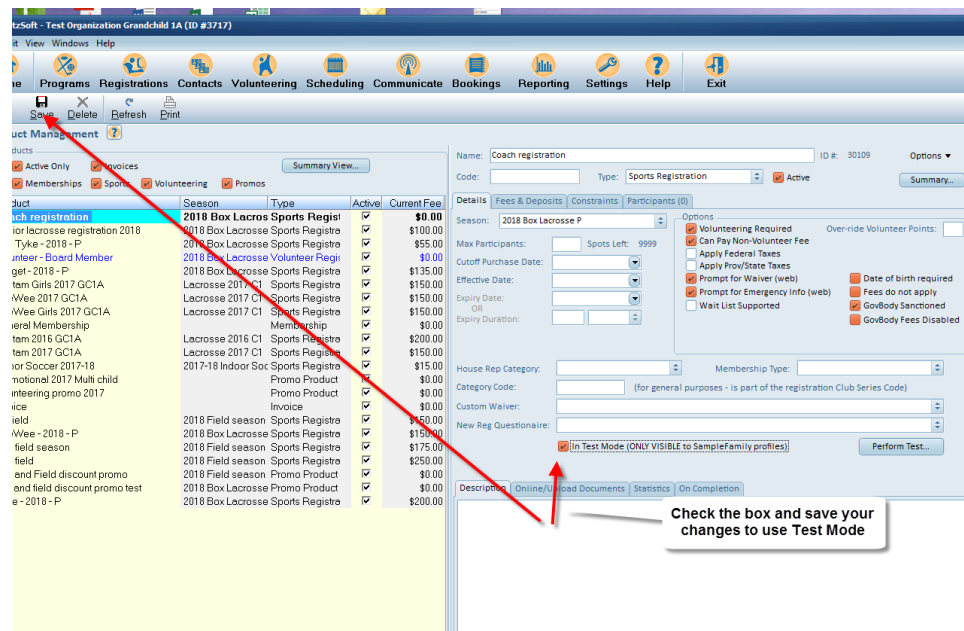 tzSoft - Test Organization Grandchild 1A (ID #3717)
it View Windows Help
ne Programs Registrations Contacts Volunteering Scheduling Communicate Bookings Reporting Settings Help Exit
Save Delete Refresh Print
uct Management ?
ducts
Active Only Invoices Summary View...
Memberships Sports Volunteering Promos
duct Season Type Active Current Fee
ach registration 2018 Box Lacros Sports Regist $0.00
ior lacrosse registration 2018 2018 Box Lacrosse Sports Registra $100.00
Tyke - 2018 - P 2018 Box Lacrosse Sports Registra $55.00
unteer - Board Member 2018 Box Lacrosse Volunteer Regis $0.00
get - 2018 - P 2018 Box Lacrosse Sports Registra $135.00
tam Girls 2017 GC1A Lacrosse 2017 C1 Sports Registra $150.00
eWee 2017 GC1A Lacrosse 2017 C1 Sports Registra $150.00
eWee Girls 2017 GC1A Lacrosse 2017 C1 Sports Registra $150.00
neral Membership Membership $0.00
tam 2016 GC1A Lacrosse 2016 C1 Sports Registra $200.00
tam 2017 GC1A Lacrosse 2017 C1 Sports Registra $150.00
oor Soccer 2017-18 2017-18 Indoor Soc Sports Registra $15.00
motional 2017 Multi child Promo Product $0.00
unteering promo 2017 Promo Product $0.00
oice Invoice $0.00
ield 2018 Field season Sports Registra $150.00
eWee - 2018 - P 2018 Box Lacrosse Sports Registra $150.00
field season 2018 Field season Sports Registra $175.00
field 2018 Field season Sports Registra $250.00
and Field discount promo 2018 Field season Promo Product $0.00
and field discount promo test 2018 Box Lacrosse Promo Product $0.00
e - 2018 - P 2018 Box Lacrosse Sports Registra $200.00
Name: Coach registration ID #: 30109 Options
Code: Type: Sports Registration Active Summary...
Details Fees & Deposits Constraints Participants (0)
Season: 2018 Box Lacrosse P
Max Participants: Spots Left: 9999
Cutoff Purchase Date:
Effective Date:
Expiry Date:
OR
Expiry Duration:
Options
Volunteering Required Over-ride Volunteer Points:
Can Pay Non-Volunteer Fee
Apply Federal Taxes
Apply Prov/State Taxes
Prompt for Waiver (web) Date of birth required
Prompt for Emergency Info (web) Fees do not apply
Wait List Supported GovBody Sanctioned
GovBody Fees Disabled
House Rep Category: Membership Type:
Category Code: (for general purposes - is part of the registration Club Series Code)
Custom Waiver:
New Reg Questionaire:
In Test Mode (ONLY VISIBLE to SampleFamily profiles) Perform Test...
Description Online/Upload Documents Statistics On Completion
Check the box and save your
changes to use Test Mode